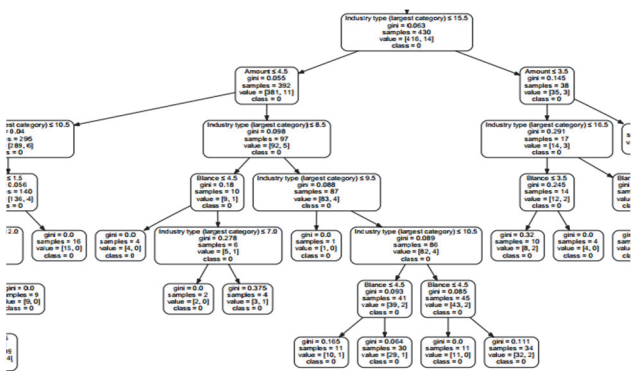 Industry type (largest category) ≤ 15.5
gini = 0.063
samples = 430
value = [416, 14]
class = 0
Amount ≤ 4.5
gini = 0.055
samples = 392
value = [381, 11]
class = 0
Amount ≤ 3.5
gini = 0.145
samples = 38
value = [35, 3]
class = 0
est category) ≤ 10.5
= 0.04
s = 295
[289, 6]
s = 0
Industry type (largest category) ≤ 8.5
gini = 0.098
samples = 97
value = [92, 5]
class = 0
Industry type (largest category) ≤ 16.5
gini = 0.291
samples = 17
value = [14, 3]
class = 0
s
v
≤ 1.5
0.056
s = 140
[136, 4]
= 0
Blance ≤ 4.5
gini = 0.18
samples = 10
value = [9, 1]
class = 0
Industry type (largest category) ≤ 9.5
gini = 0.088
samples = 87
value = [83, 4]
class = 0
Blance ≤ 3.5
gini = 0.245
samples = 14
value = [12, 2]
class = 0
Blar
gin
sam
valu
cla
2.0
gini = 0.0
samples = 16
value = [15, 0]
class = 0
gini = 0.0
samples = 4
value = [4, 0]
class = 0
Industry type (largest category) ≤ 7.0
gini = 0.278
samples = 6
value = [5, 1]
class = 0
gini = 0.0
samples = 1
value = [1, 0]
class = 0
Industry type (largest category) ≤ 10.5
gini = 0.089
samples = 86
value = [82, 4]
class = 0
gini = 0.32
samples = 10
value = [8, 2]
class = 0
gini = 0.0
samples = 4
value = [4, 0]
class = 0
gini = 0.0
mples = 9
ue = [9, 0]
lass = 0
gini = 0.0
samples = 2
value = [2, 0]
class = 0
gini = 0.375
samples = 4
value = [3, 1]
class = 0
Blance ≤ 4.5
gini = 0.093
samples = 41
value = [39, 2]
class = 0
Blance ≤ 4.5
gini = 0.085
samples = 45
value = [43, 2]
class = 0
gini = 0.165
samples = 11
value = [10, 1]
class = 0
gini = 0.064
samples = 30
value = [29, 1]
class = 0
gini = 0.0
samples = 11
value = [11, 0]
class = 0
gini = 0.111
samples = 34
value = [32, 2]
class = 0